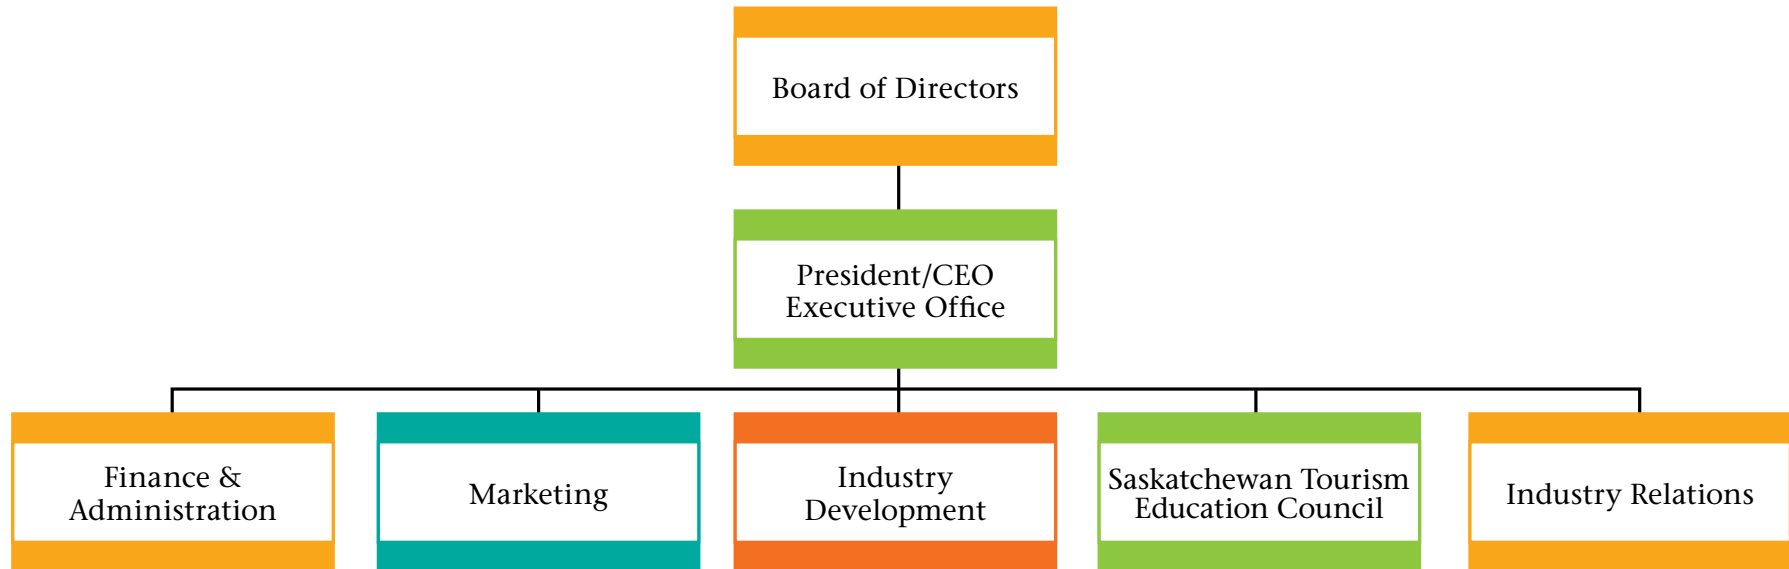 Board of Directors
President/CEO
Executive Office
Finance &
Administration
Marketing
Industry
Development
Saskatchewan Tourism
Education Council
Industry Relations